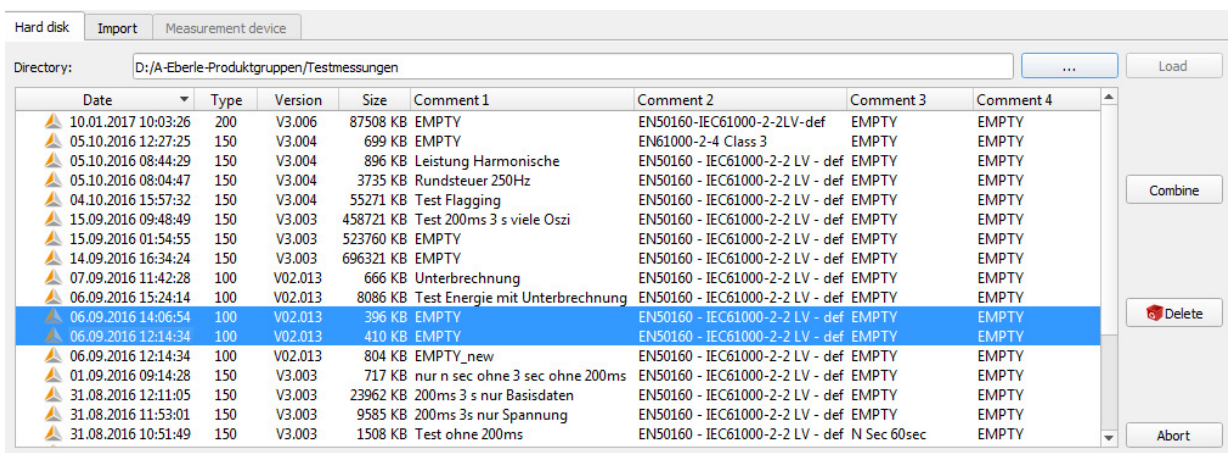 Hard disk Import Measurement device
Directory: D:/A-Eberle-Produktgruppen/Testmessungen ... Load
Date Type Version Size Comment 1 Comment 2 Comment 3 Comment 4
10.01.2017 10:03:26 200 V3.006 87508 KB EMPTY EN50160-IEC61000-2-2LV-def EMPTY EMPTY
05.10.2016 12:27:25 150 V3.004 699 KB EMPTY EN61000-2-4 Class 3 EMPTY EMPTY
05.10.2016 08:44:29 150 V3.004 896 KB Leistung Harmonische EN50160 - IEC61000-2-2 LV - def EMPTY EMPTY
05.10.2016 08:04:47 150 V3.004 3735 KB Rundsteuer 250Hz EN50160 - IEC61000-2-2 LV - def EMPTY EMPTY
04.10.2016 15:57:32 150 V3.004 55271 KB Test Flagging EN50160 - IEC61000-2-2 LV - def EMPTY EMPTY Combine
15.09.2016 09:48:49 150 V3.003 458721 KB Test 200ms 3 s viele Oszi EN50160 - IEC61000-2-2 LV - def EMPTY EMPTY
15.09.2016 01:54:55 150 V3.003 523760 KB EMPTY EN50160 - IEC61000-2-2 LV - def EMPTY EMPTY
14.09.2016 16:34:24 150 V3.003 696321 KB EMPTY EN50160 - IEC61000-2-2 LV - def EMPTY EMPTY
07.09.2016 11:42:28 100 V02.013 666 KB Unterbrechnung EN50160 - IEC61000-2-2 LV - def EMPTY EMPTY
06.09.2016 15:24:14 100 V02.013 8086 KB Test Energie mit Unterbrechnung EN50160 - IEC61000-2-2 LV - def EMPTY EMPTY
06.09.2016 14:06:54 100 V02.013 396 KB EMPTY EN50160 - IEC61000-2-2 LV - def EMPTY EMPTY Delete
06.09.2016 12:14:34 100 V02.013 410 KB EMPTY EN50160 - IEC61000-2-2 LV - def EMPTY EMPTY
06.09.2016 12:14:34 100 V02.013 804 KB EMPTY_new EN50160 - IEC61000-2-2 LV - def EMPTY EMPTY
01.09.2016 09:14:28 150 V3.003 717 KB nur n sec ohne 3 sec ohne 200ms EN50160 - IEC61000-2-2 LV - def EMPTY EMPTY
31.08.2016 12:11:05 150 V3.003 23962 KB 200ms 3 s nur Basisdaten EN50160 - IEC61000-2-2 LV - def EMPTY EMPTY
31.08.2016 11:53:01 150 V3.003 9585 KB 200ms 3s nur Spannung EN50160 - IEC61000-2-2 LV - def EMPTY EMPTY
31.08.2016 10:51:49 150 V3.003 1508 KB Test ohne 200ms EN50160 - IEC61000-2-2 LV - def N Sec 60sec EMPTY Abort